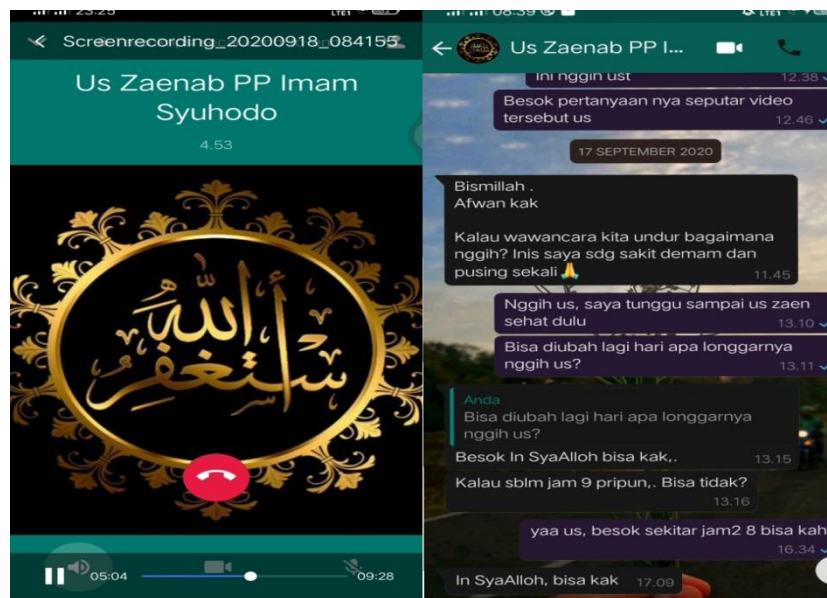 23:25
LTE1
Screenrecording_20200918_084155
Us Zaenab PP Imam
Syuhodo
4.53
أستغفر الله
05:04
09:28
08:39
LTE1
Us Zaenab PP I...
Ini nggih ust
12.38
Besok pertanyaan nya seputar video
tersebut us
12.46
17 SEPTEMBER 2020
Bismillah .
Afwan kak
Kalau wawancara kita undur bagaimana
nggih? Inis saya sdg sakit demam dan
pusing sekali🙏
11.45
Nggih us, saya tunggu sampai us zaen
sehat dulu
13.10
Bisa diubah lagi hari apa longgarnya
nggih us?
13.11
Anda
Bisa diubah lagi hari apa longgarnya
nggih us?
Besok In SyaAlloh bisa kak,.
13.15
Kalau sblm jam 9 pripun,. Bisa tidak?
13.16
yaa us, besok sekitar jam2 8 bisa kah
16.34
In SyaAlloh, bisa kak
17.09